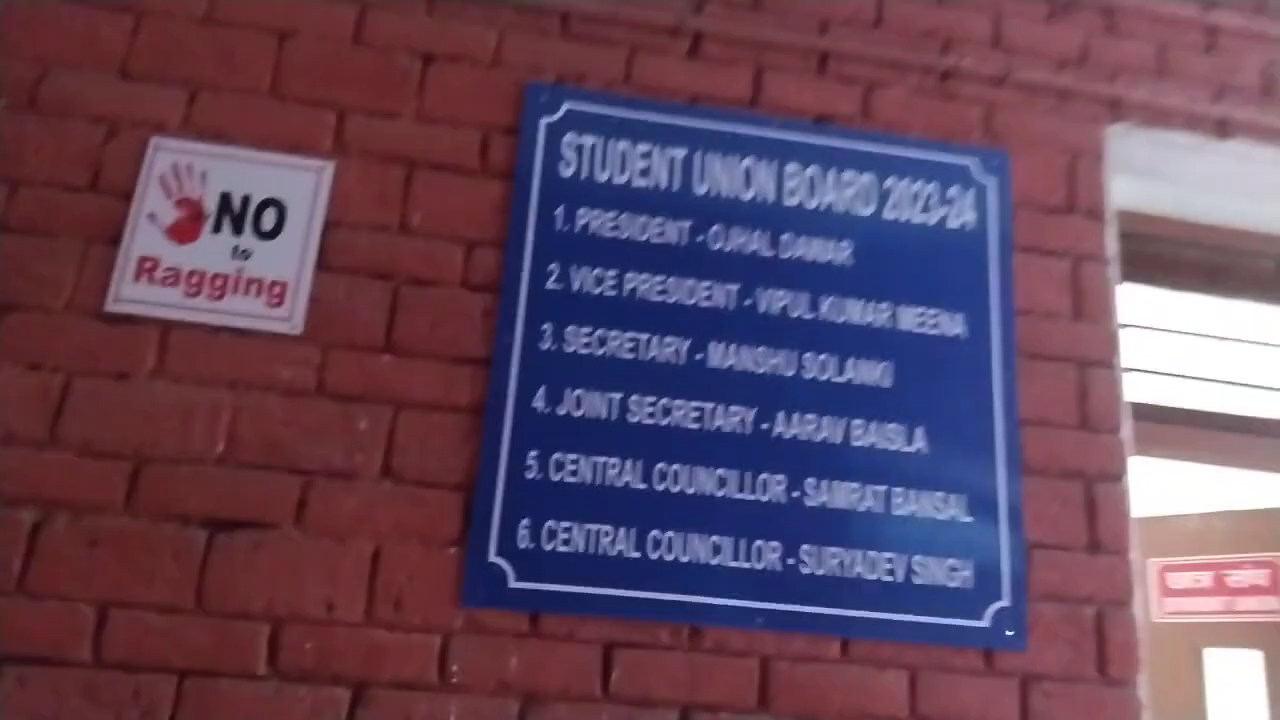 NO
to
Ragging
STUDENT UNION BOARD 2023-24
1. PRESIDENT - OJHAL DAWAR
2. VICE PRESIDENT - VIPUL KUMAR MEENA
3. SECRETARY - MANSHU SOLANKI
4. JOINT SECRETARY - AARAV BAISLA
5. CENTRAL COUNCILLOR - SAMRAT BANSAL
6. CENTRAL COUNCILLOR - SURYADEV SINGH
छात्र संघ